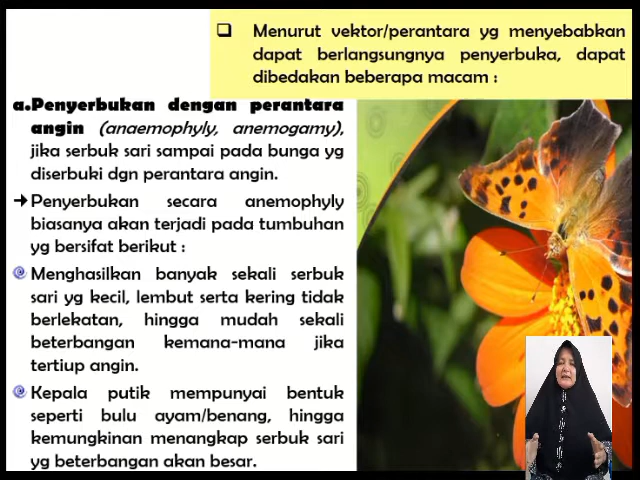 Menurut vektor/perantara yg menyebabkan
dapat berlangsungnya penyerbuka, dapat
dibedakan beberapa macam :
a.Penyerbukan dengan perantara
angin (anaemophyly, anemogamy),
jika serbuk sari sampai pada bunga yg
diserbuki dgn perantara angin.
Penyerbukan secara anemophyly
biasanya akan terjadi pada tumbuhan
yg bersifat berikut :
Menghasilkan banyak sekali serbuk
sari yg kecil, lembut serta kering tidak
berlekatan, hingga mudah sekali
beterbangan kemana-mana jika
tertiup angin.
Kepala putik mempunyai bentuk
seperti bulu ayam/benang, hingga
kemungkinan menangkap serbuk sari
yg beterbangan akan besar.